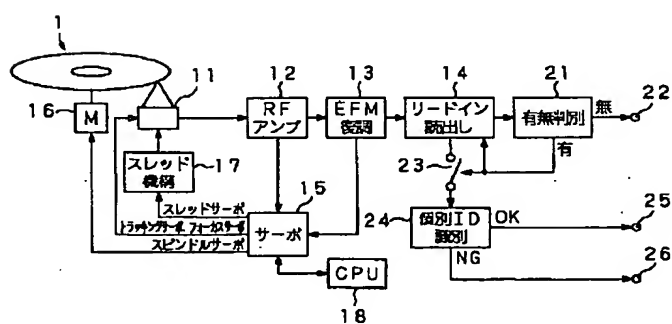 1
12 13 14 21
11
RF
アンプ
EFM
復調
リードイン
読出し
有無判別
無
22
16
M
有
23
スレッド
機構
17
15
24
個別ID
識別
OK
25
スレッドサーボ
トラッキングサーボ、フォーカスサーボ
スピンドルサーボ
サーボ
NG
26
CPU
18